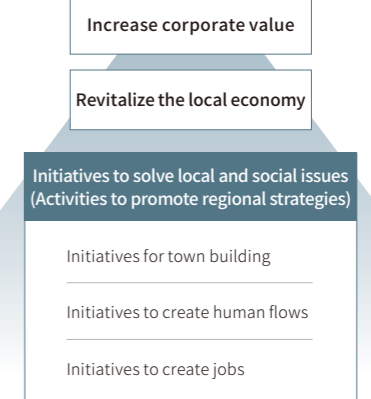 Increase corporate value
Revitalize the local economy
Initiatives to solve local and social issues
(Activities to promote regional strategies)
Initiatives for town building
Initiatives to create human flows
Initiatives to create jobs